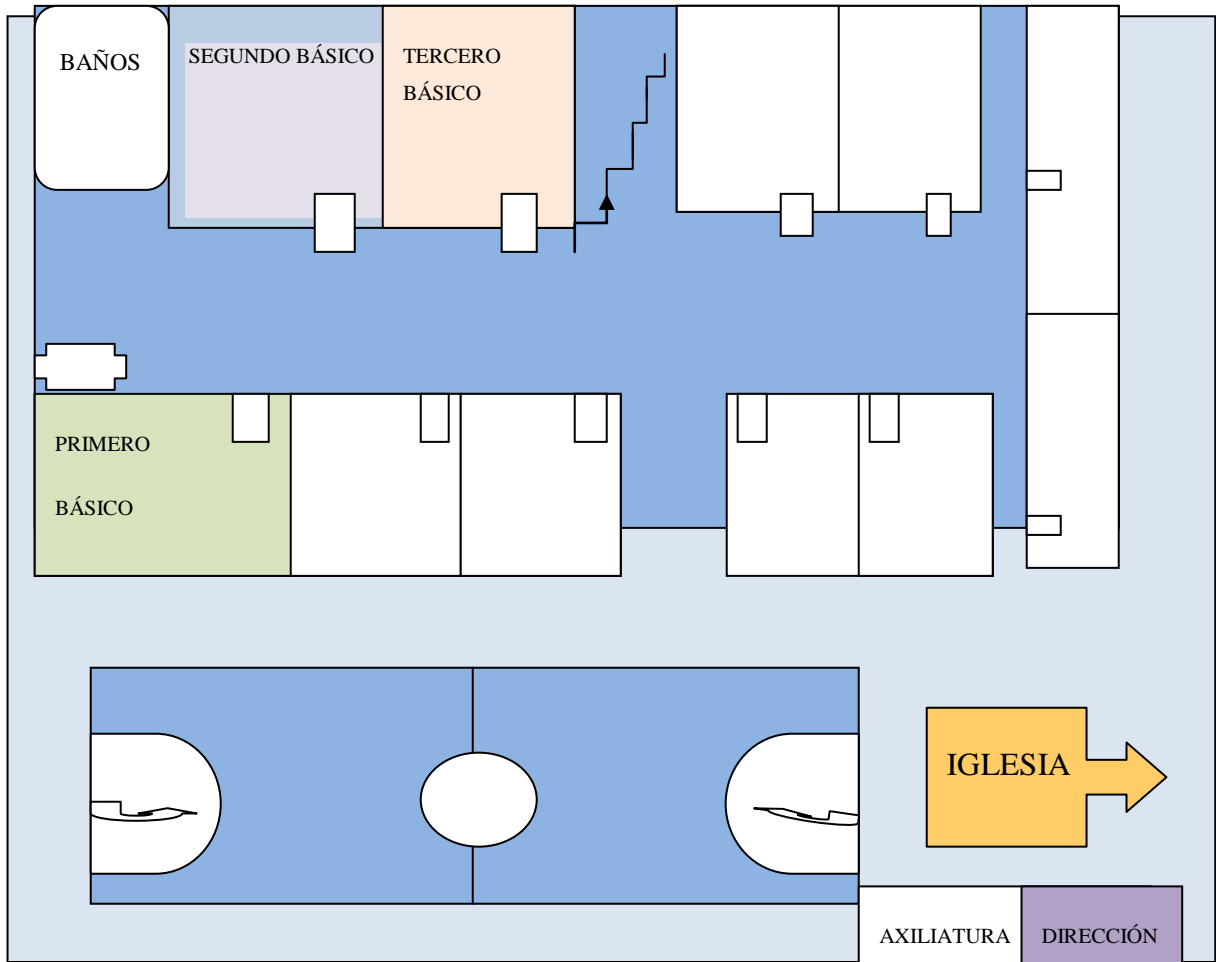 BAÑOS
SEGUNDO BÁSICO
TERCERO
BÁSICO
PRIMERO
BÁSICO
IGLESIA
AXILIATURA
DIRECCIÓN